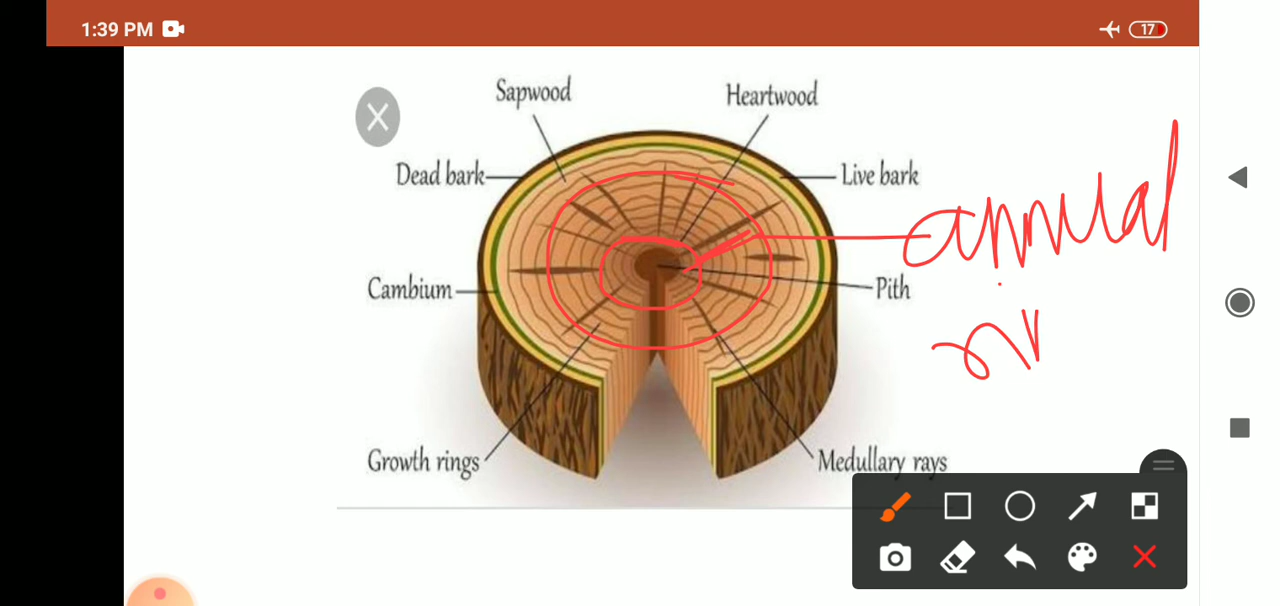 1:39 PM
17
Sapwood
Heartwood
Dead bark
Live bark
annual
Cambium
Pith
Growth rings
Medullary rays